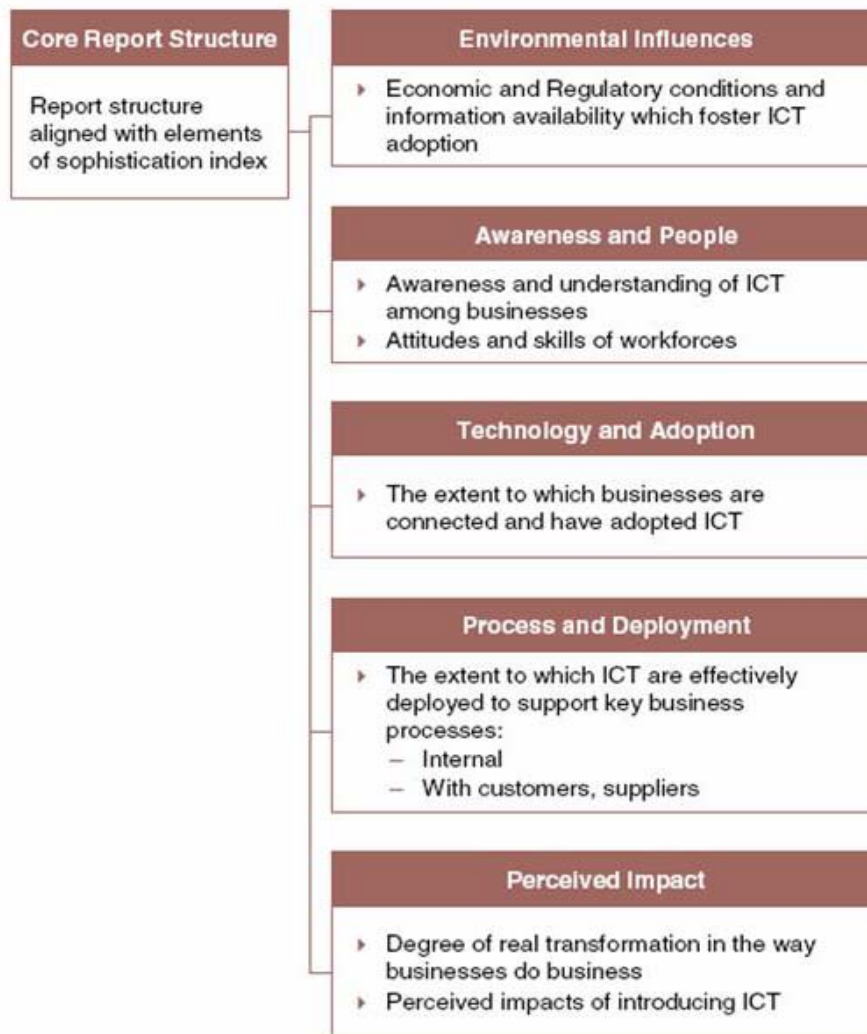 Core Report Structure
Report structure
aligned with elements
of sophistication index
Environmental Influences
Economic and Regulatory conditions and
information availability which foster ICT
adoption
Awareness and People
Awareness and understanding of ICT
among businesses
Attitudes and skills of workforces
Technology and Adoption
The extent to which businesses are
connected and have adopted ICT
Process and Deployment
The extent to which ICT are effectively
deployed to support key business
processes:
– Internal
– With customers, suppliers
Perceived Impact
Degree of real transformation in the way
businesses do business
Perceived impacts of introducing ICT